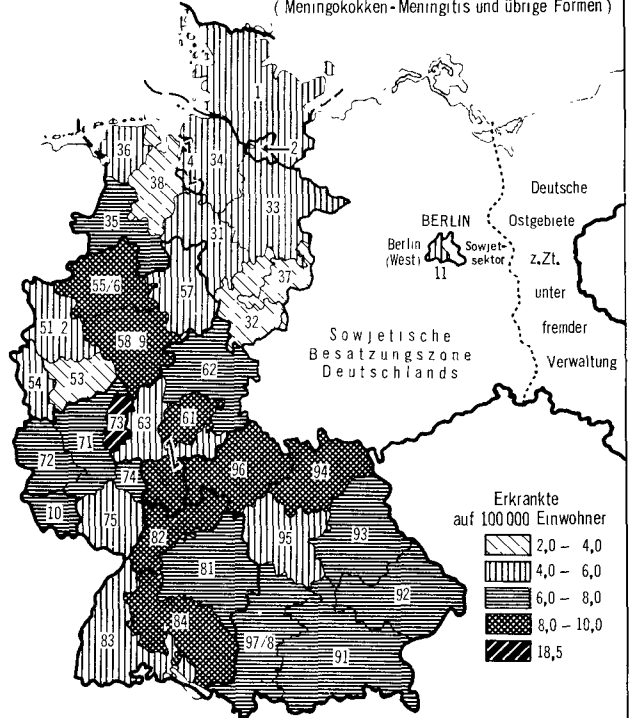 ( Meningokokken-Meningitis und übrige Formen )
1
2
36
4
34
38
33
35
31
Deutsche
Ostgebiete
z.Zt.
unter
fremder
Verwaltung
BERLIN
Berlin
(West)
Sowjet-
sektor
11
37
55/6
57
32
51 2
58 9
Sowjetische
Besatzungszone
Deutschlands
62
54
53
73
63
61
71
72
96
94
74
10
75
82
95
93
81
92
84
83
97/8
91
Erkrankte
auf 100 000 Einwohner
2,0 – 4,0
4,0 – 6,0
6,0 – 8,0
8,0 – 10,0
18,5